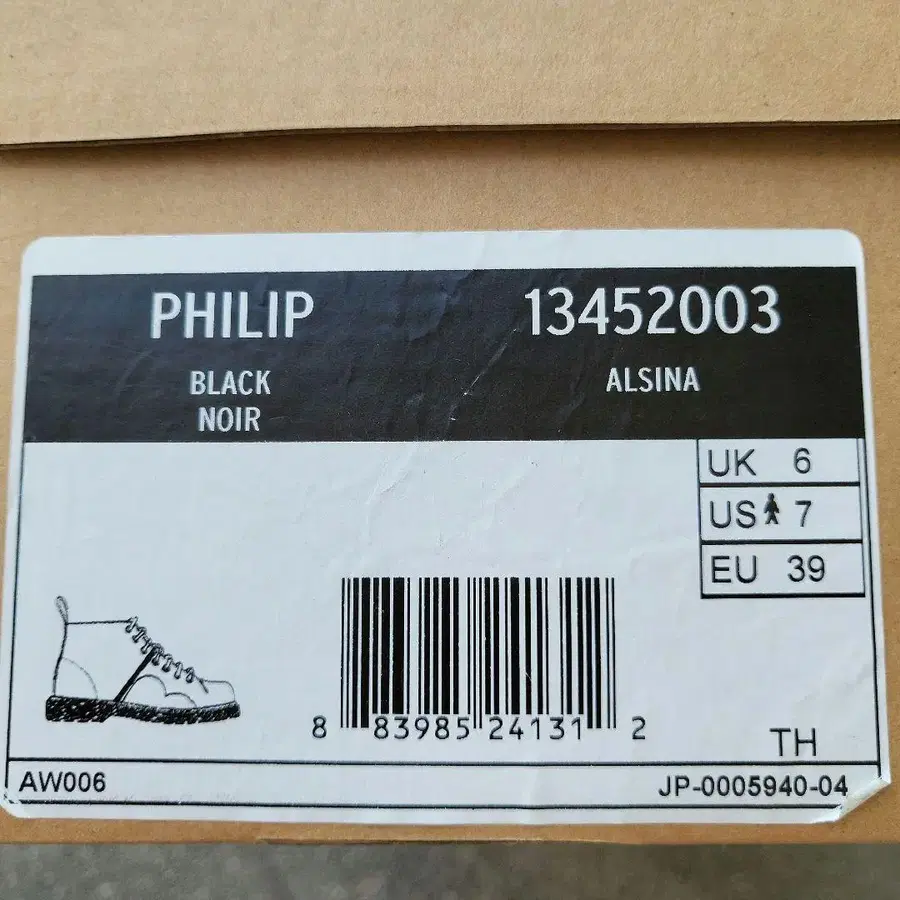 PHILIP 13452003
BLACK ALSINA
NOIR
UK 6
US 7
EU 39
8 83985 24131 2
TH
AW006 JP-0005940-04